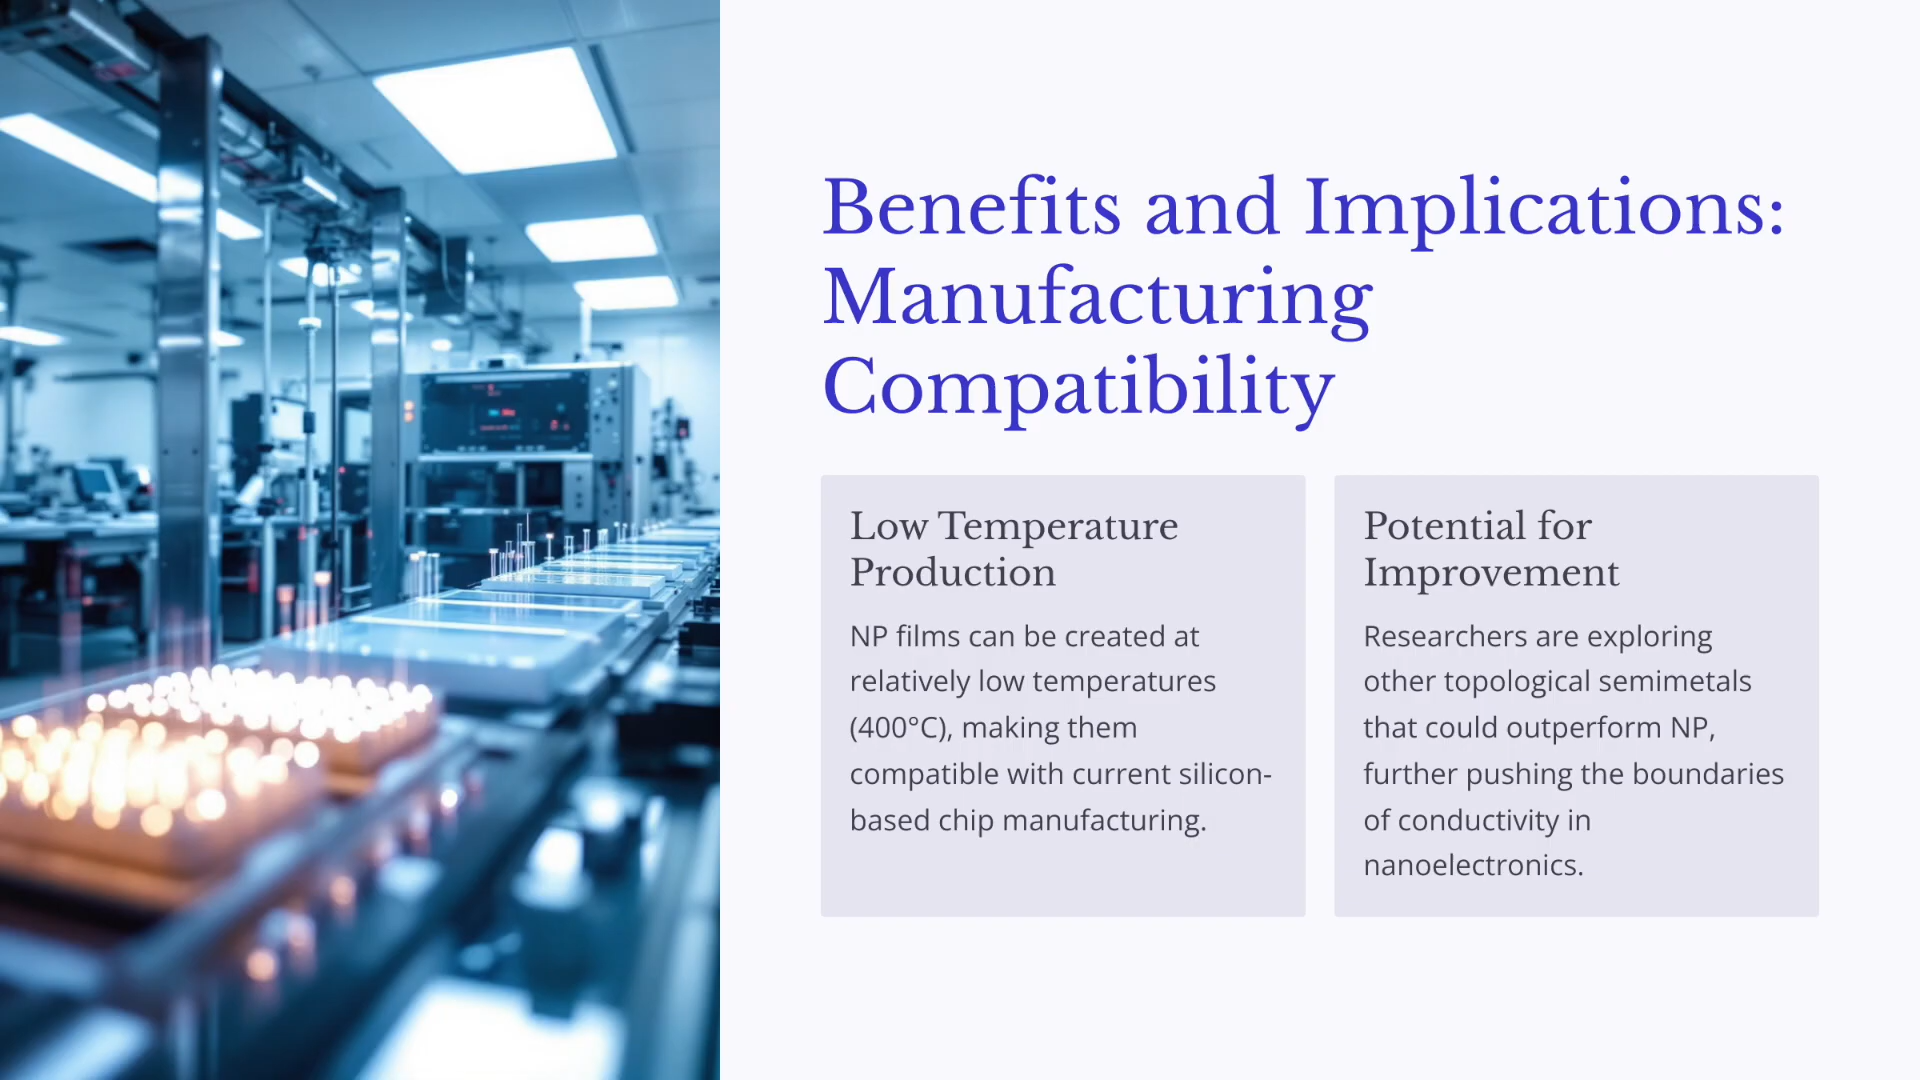 Benefits and Implications:
Manufacturing
Compatibility
Low Temperature
Production
NP films can be created at
relatively low temperatures
(400°C), making them
compatible with current silicon-
based chip manufacturing.
Potential for
Improvement
Researchers are exploring
other topological semimetals
that could outperform NP,
further pushing the boundaries
of conductivity in
nanoelectronics.